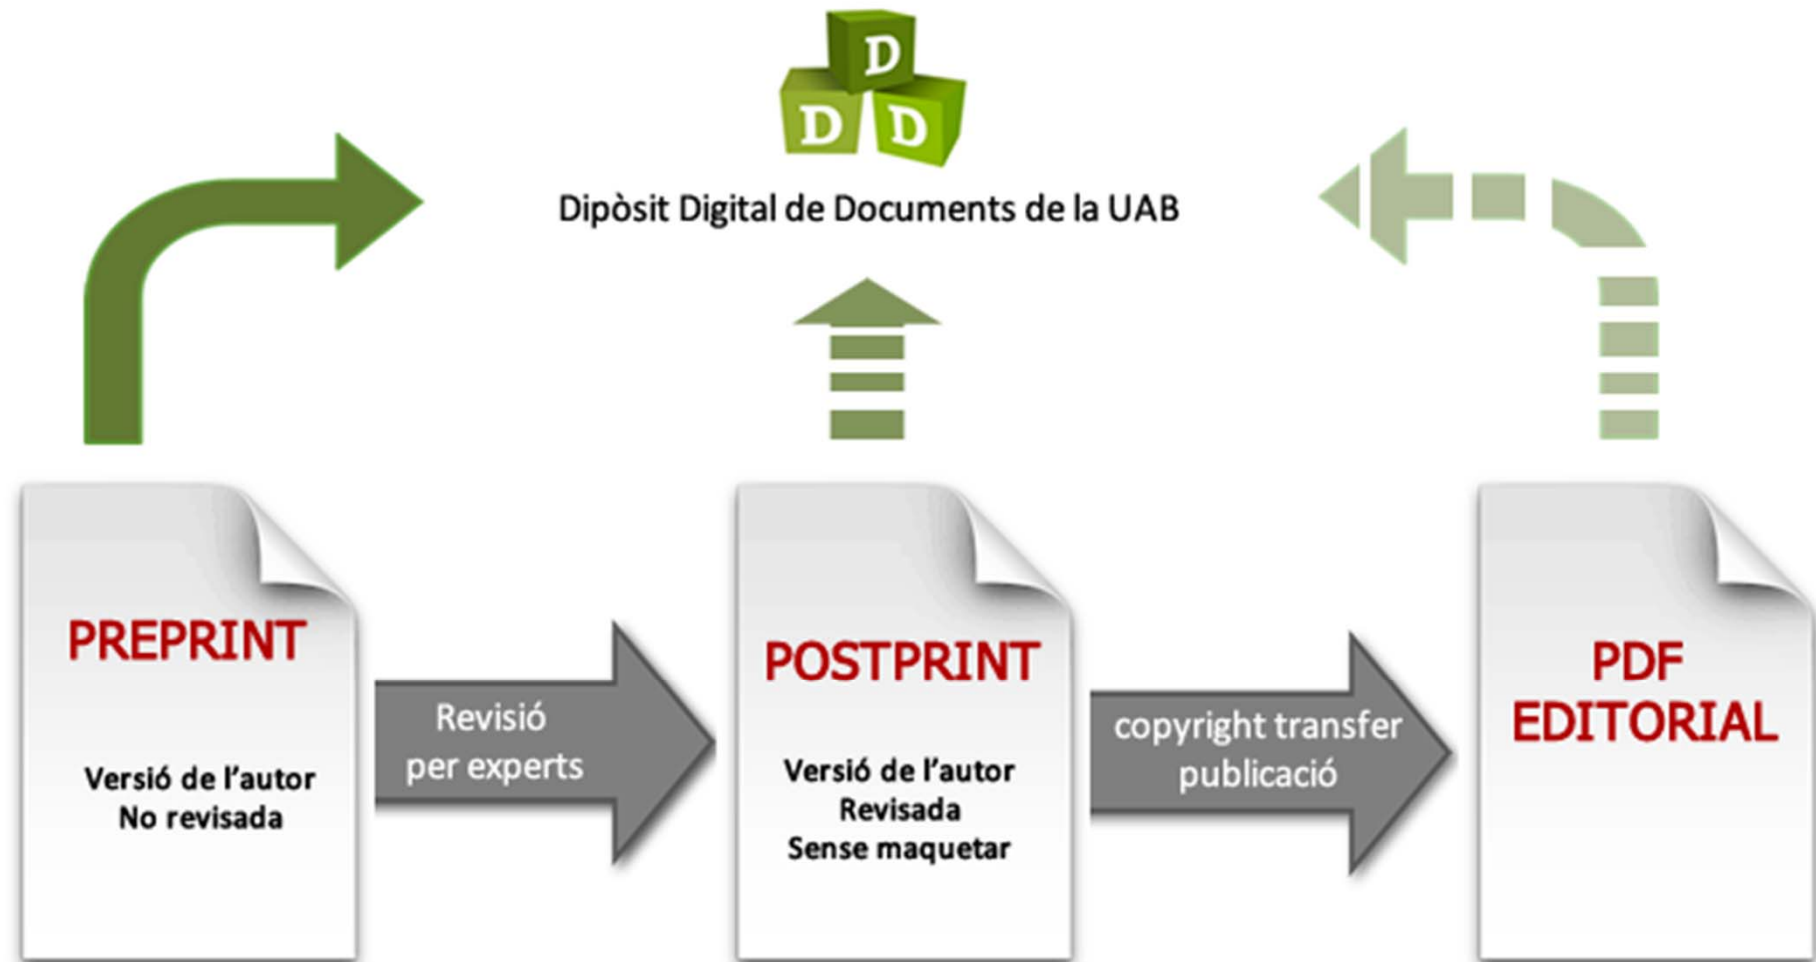 D
D D
Dipòsit Digital de Documents de la UAB
PREPRINT
Versió de l'autor
No revisada
Revisió
per experts
POSTPRINT
Versió de l'autor
Revisada
Sense maquetar
copyright transfer
publicació
PDF
EDITORIAL